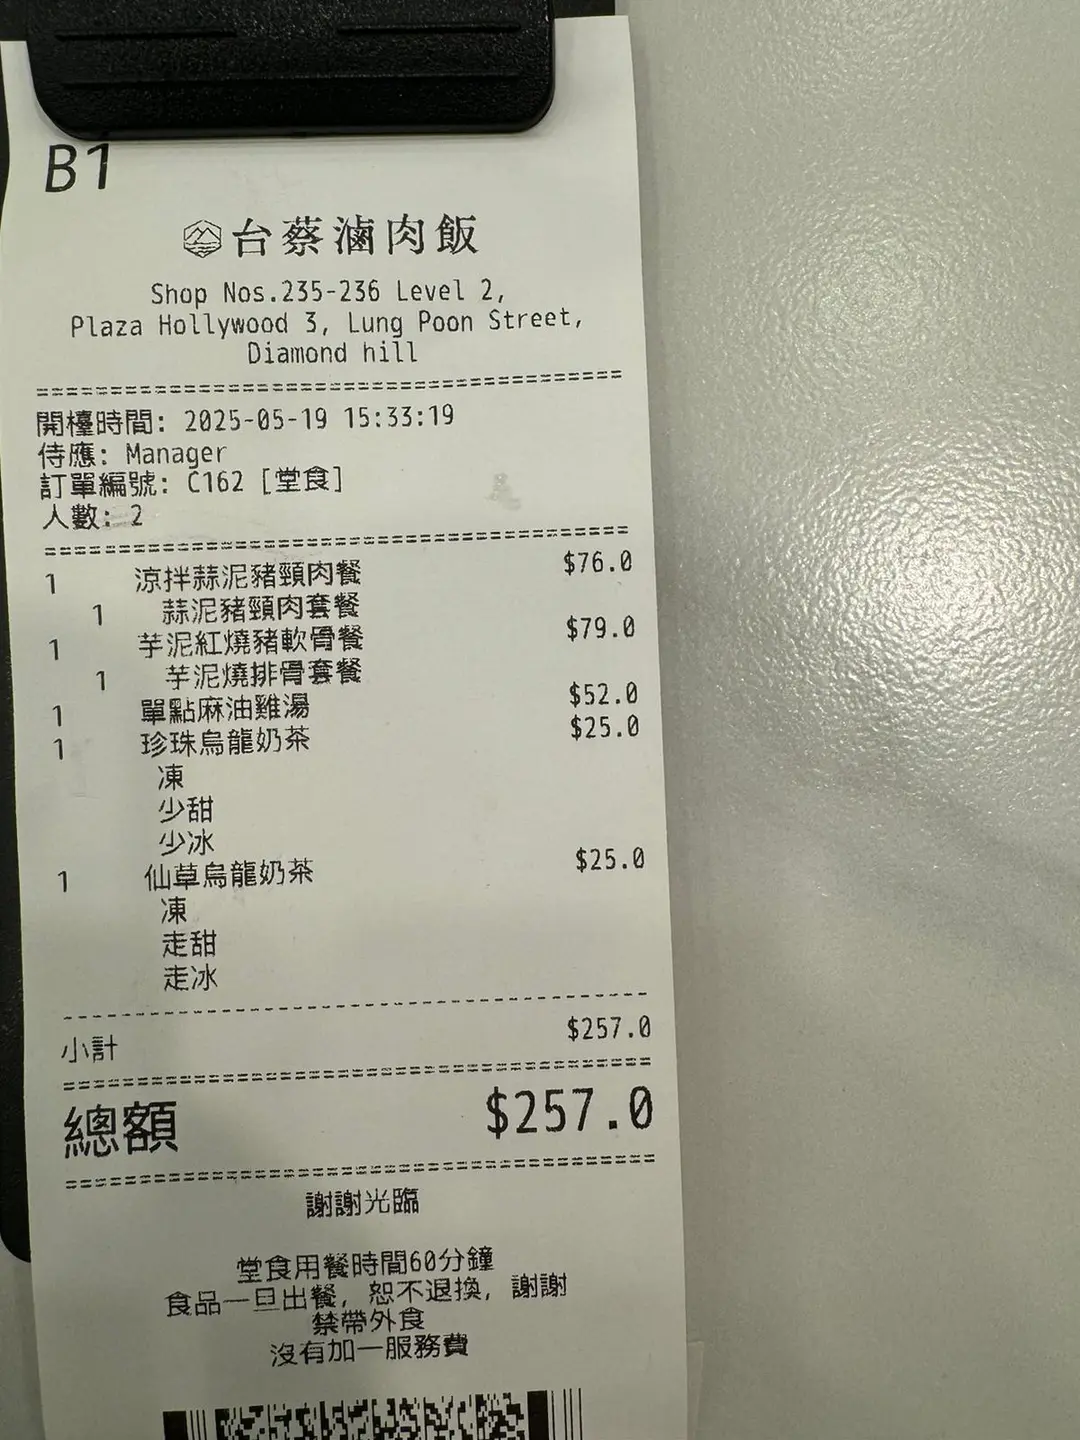 B1
台蔡滷肉飯
Shop Nos.235-236 Level 2,
Plaza Hollywood 3, Lung Poon Street,
Diamond hill
開檯時間: 2025-05-19 15:33:19
侍應: Manager
訂單編號: C162 [堂食]
人數: 2
1 涼拌蒜泥豬頸肉餐 $76.0
1 蒜泥豬頸肉套餐
1 芋泥紅燒豬軟骨餐 $79.0
1 芋泥燒排骨套餐
1 單點麻油雞湯 $52.0
1 珍珠烏龍奶茶 $25.0
凍
少甜
少冰
1 仙草烏龍奶茶 $25.0
凍
走甜
走冰
小計 $257.0
總額 $257.0
謝謝光臨
堂食用餐時間60分鐘
食品一旦出餐, 恕不退換, 謝謝
禁帶外食
沒有加一服務費